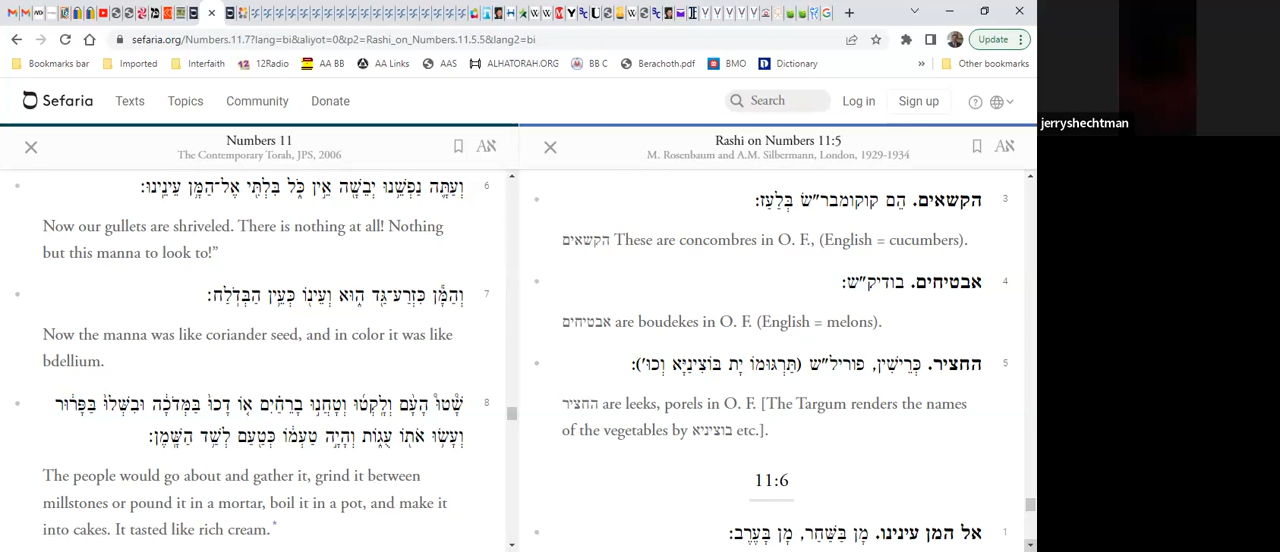 Update
sefaria.org/Numbers.11.7?lang=bi&aliyot=0&p2=Rashi_on_Numbers.11.5.5&lang2=bi
Bookmarks bar Imported Interfaith 12Radio AA BB AA Links AAS ALHATORAH.ORG BB C Berachoth.pdf BMO Dictionary » Other bookmarks
Sefaria Texts Topics Community Donate Search Log in Sign up
jerryshechtman
Numbers 11
The Contemporary Torah, JPS, 2006
6
וְעַתָּ֛ה נַפְשֵׁ֥נוּ יְבֵשָׁ֖ה אֵ֣ין כֹּ֑ל בִּלְתִּ֖י אֶל־הַמָּ֥ן עֵינֵֽינוּ׃
Now our gullets are shriveled. There is nothing at all! Nothing
but this manna to look to!”
7
וְהַמָּ֕ן כִּזְרַע־גַּ֖ד ה֑וּא וְעֵינ֖וֹ כְּעֵ֥ין הַבְּדֹֽלַח׃
Now the manna was like coriander seed, and in color it was like
bdellium.
8
שָׁ֩טוּ֩ הָעָ֨ם וְלָֽקְט֜וּ וְטָחֲנ֣וּ בָרֵחַ֗יִם א֤וֹ דָכוּ֙ בַּמְּדֹכָ֔ה וּבִשְּׁלוּ֙ בַּפָּר֔וּר
וְעָשׂ֥וּ אֹת֖וֹ עֻג֑וֹת וְהָיָ֣ה טַעְמ֔וֹ כְּטַ֖עַם לְשַׁ֥ד הַשָּֽׁמֶן׃
The people would go about and gather it, grind it between
millstones or pound it in a mortar, boil it in a pot, and make it
into cakes. It tasted like rich cream.*
Rashi on Numbers 11:5
M. Rosenbaum and A.M. Silbermann, London, 1929-1934
3
הקשאים. הֵם קוקומבר"ש בְּלַעַז:
הקשאים These are concombres in O. F., (English = cucumbers).
4
אבטיחים. בודיק"ש:
אבטיחים are boudekes in O. F. (English = melons).
5
החציר. כְּרֵישִׁין, פוריל"ש (תַּרְגּוּמוֹ יָת בּוֹצִינַיָּא וְכוּ'):
החציר are leeks, porels in O. F. [The Targum renders the names
of the vegetables by בוציניא etc.].
11:6
1
אל המן עינינו. מָן בַּשַּׁחַר, מָן בָּעֶרֶב: